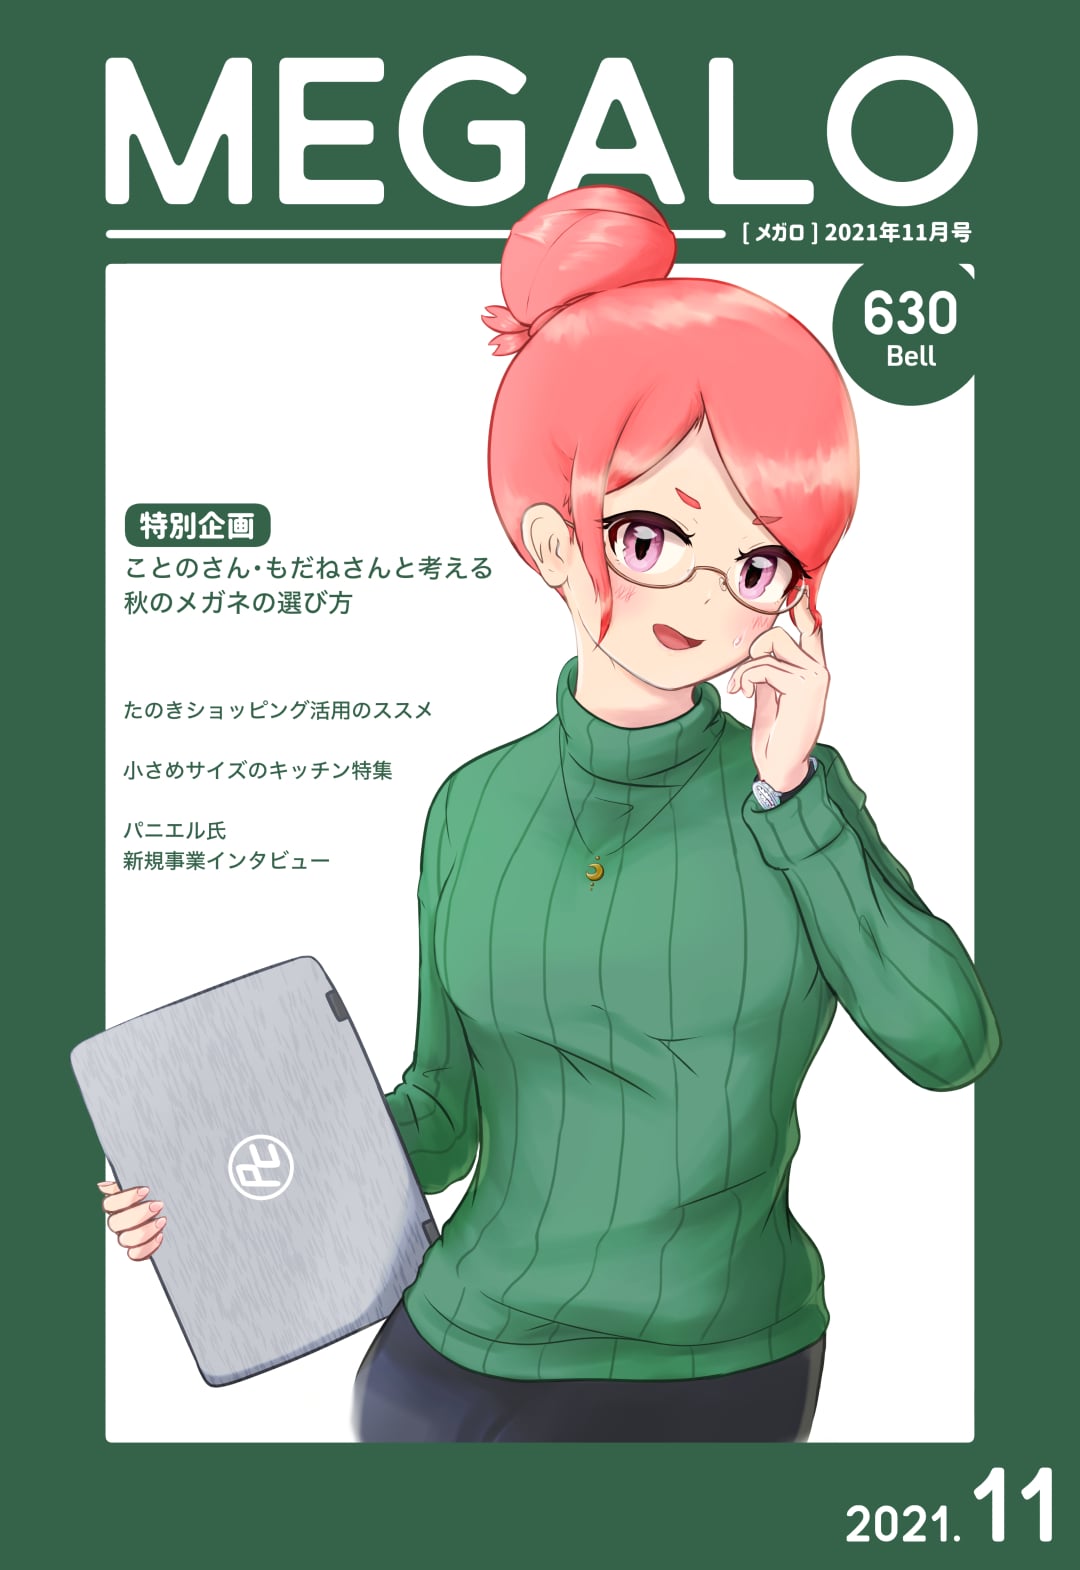 MEGALO
[ メガロ ] 2021年11月号
630
Bell
特別企画
ことのさん・もだねさんと考える
秋のメガネの選び方
たのきショッピング活用のススメ
小さめサイズのキッチン特集
パニエル氏
新規事業インタビュー
2021.11